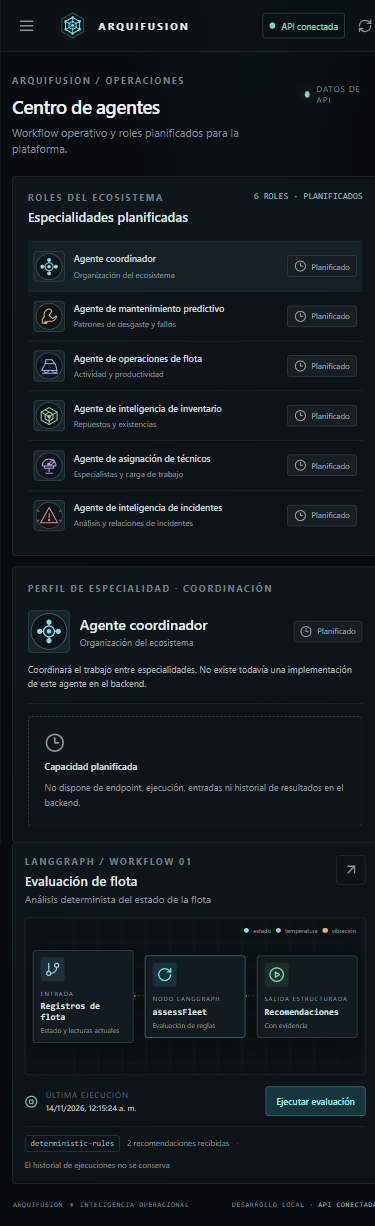 ARQUIFUSION
API conectada
ARQUIFUSION / OPERACIONES
DATOS DE
API
Centro de agentes
Workflow operativo y roles planificados para la
plataforma.
ROLES DEL ECOSISTEMA
6 ROLES · PLANIFICADOS
Especialidades planificadas
Agente coordinador
Organización del ecosistema
Planificado
Agente de mantenimiento predictivo
Patrones de desgaste y fallos
Planificado
Agente de operaciones de flota
Actividad y productividad
Planificado
Agente de inteligencia de inventario
Repuestos y existencias
Planificado
Agente de asignación de técnicos
Especialistas y carga de trabajo
Planificado
Agente de inteligencia de incidentes
Análisis y relaciones de incidentes
Planificado
PERFIL DE ESPECIALIDAD · COORDINACIÓN
Agente coordinador
Organización del ecosistema
Planificado
Coordinará el trabajo entre especialidades. No existe todavía una implementación
de este agente en el backend.
Capacidad planificada
No dispone de endpoint, ejecución, entradas ni historial de resultados en el
backend.
LANGGRAPH / WORKFLOW 01
Evaluación de flota
Análisis determinista del estado de la flota
estado
temperatura
vibración
ENTRADA
Registros de
flota
Estado y lecturas actuales
NODO LANGGRAPH
assessFleet
Evaluación de reglas
SALIDA ESTRUCTURADA
Recomendaciones
Con evidencia
ÚLTIMA EJECUCIÓN
14/11/2026, 12:15:24 a. m.
Ejecutar evaluación
deterministic-rules
2 recomendaciones recibidas ·
El historial de ejecuciones no se conserva
ARQUIFUSION
INTELIGENCIA OPERACIONAL
DESARROLLO LOCAL · API CONECTADA